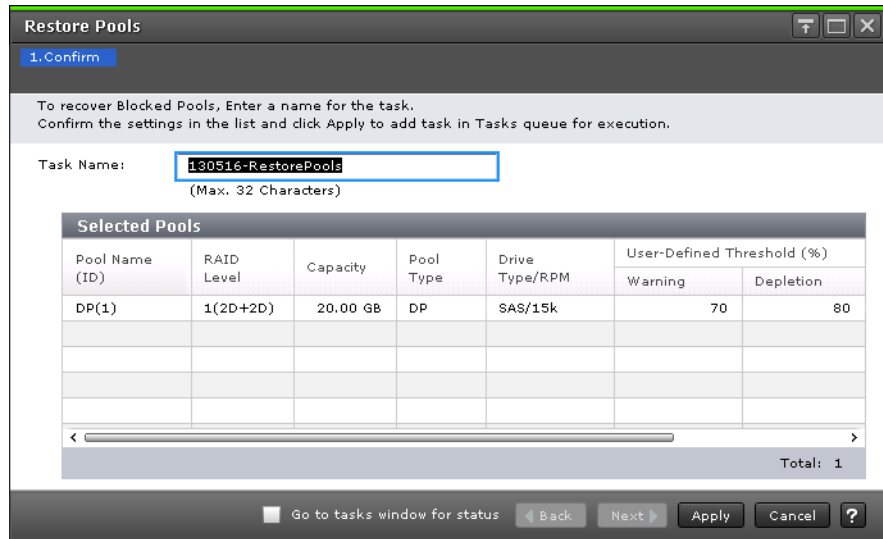 Restore Pools
1.Confirm
To recover Blocked Pools, Enter a name for the task.
Confirm the settings in the list and click Apply to add task in Tasks queue for execution.
Task Name: 130516-RestorePools
(Max. 32 Characters)
Selected Pools
Pool Name (ID) RAID Level Capacity Pool Type Drive Type/RPM User-Defined Threshold (%)
Warning Depletion
DP(1) 1(2D+2D) 20.00 GB DP SAS/15k 70 80
Total: 1
Go to tasks window for status Back Next Apply Cancel ?